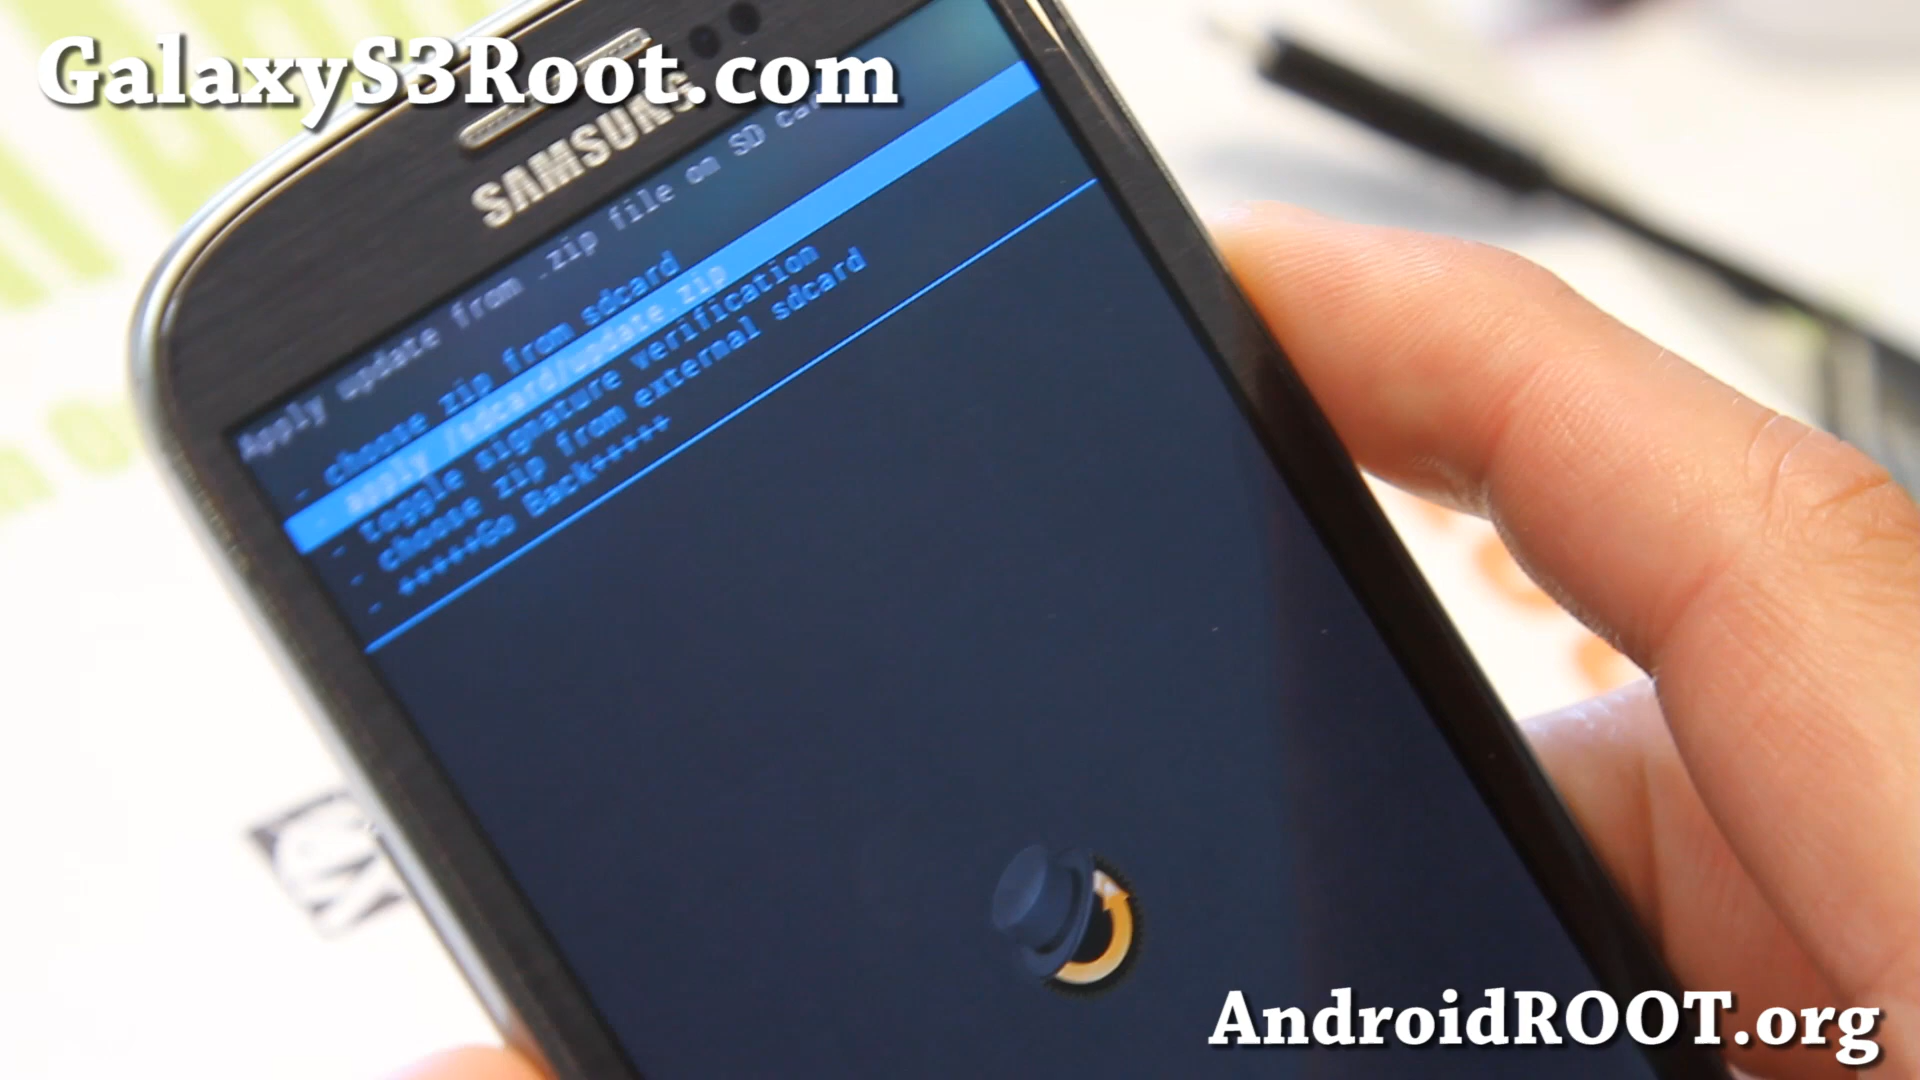 GalaxyS3Root.com
SAMSUNG
Apply update from .zip file on SD card
- choose zip from sdcard
- apply /sdcard/update.zip
- toggle signature verification
- choose zip from external sdcard
- +++++Go Back+++++
AndroidROOT.org